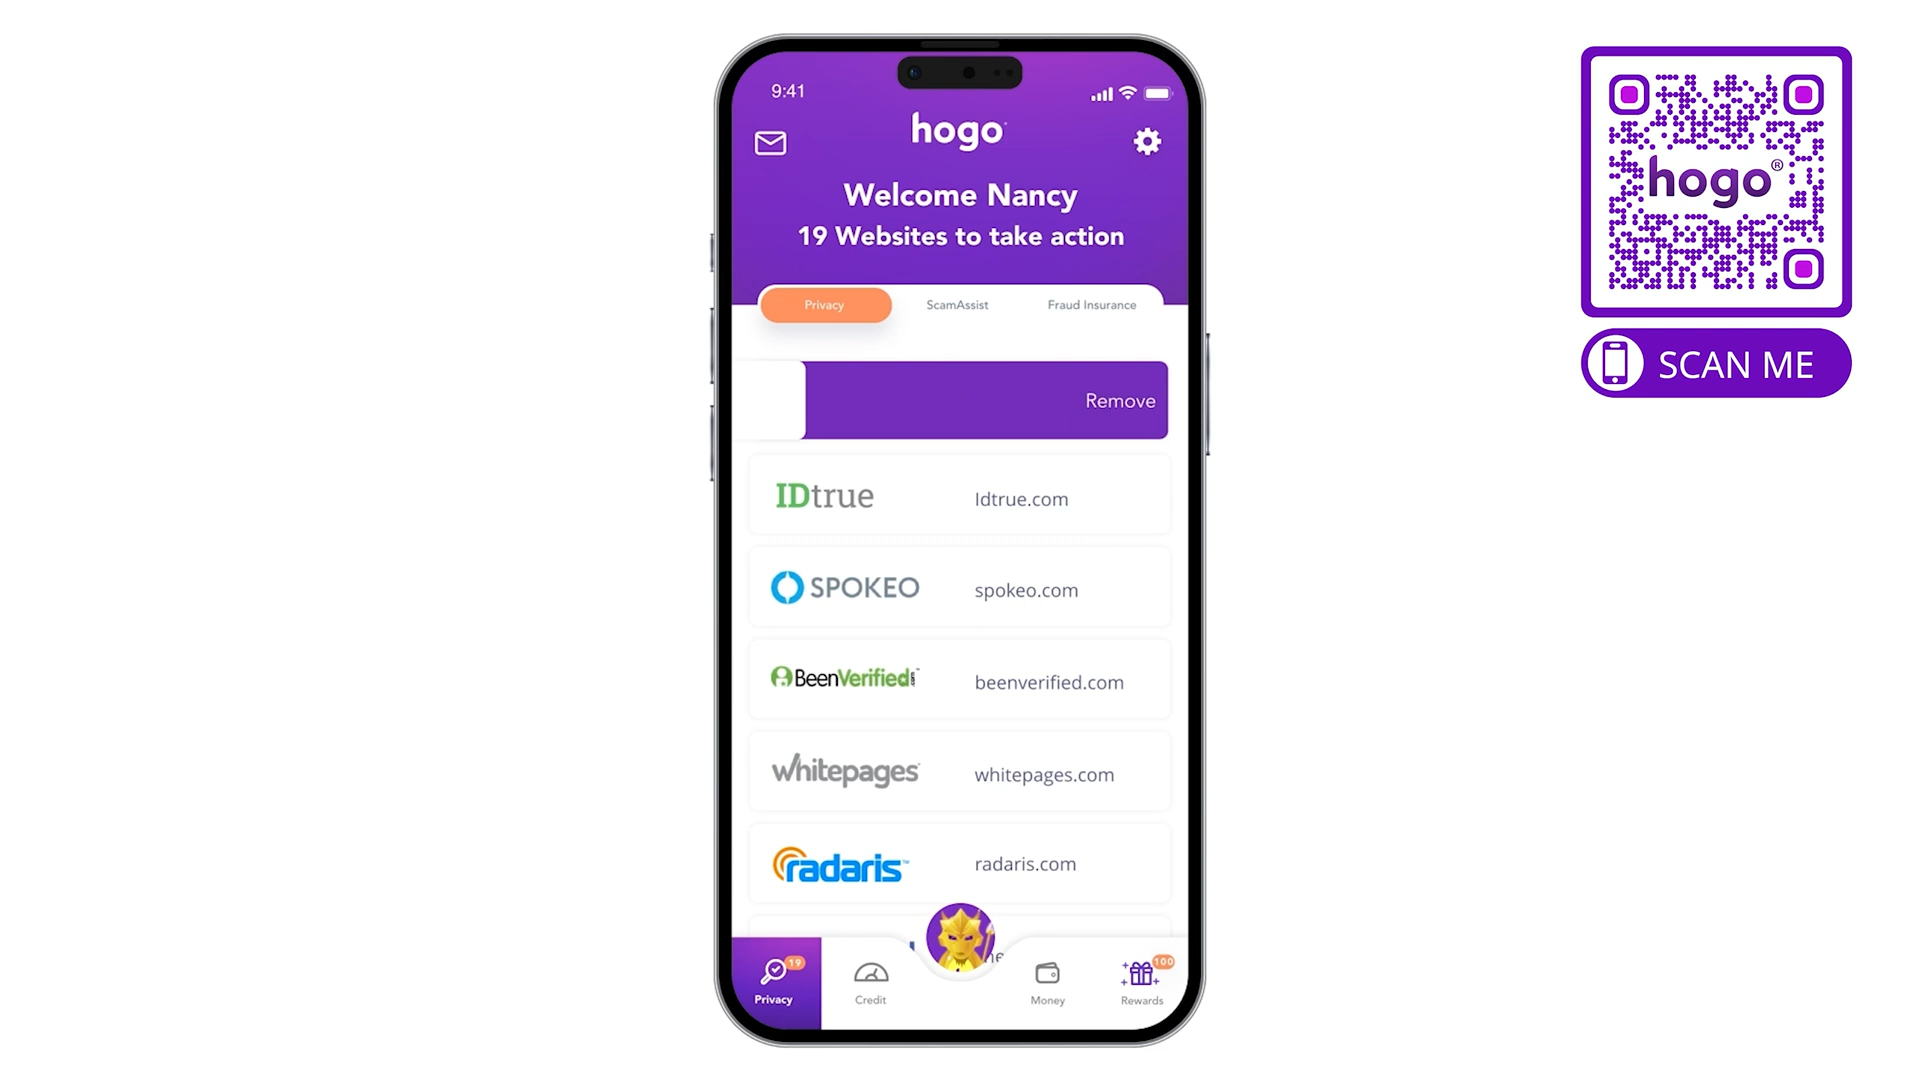 9:41
hogo
Welcome Nancy
19 Websites to take action
Privacy
ScamAssist
Fraud Insurance
Remove
IDtrue
Idtrue.com
SPOKEO
spokeo.com
BeenVerified.com™
beenverified.com
whitepages
whitepages.com
radaris™
radaris.com
19
Privacy
Credit
Money
100
Rewards
hogo®
SCAN ME